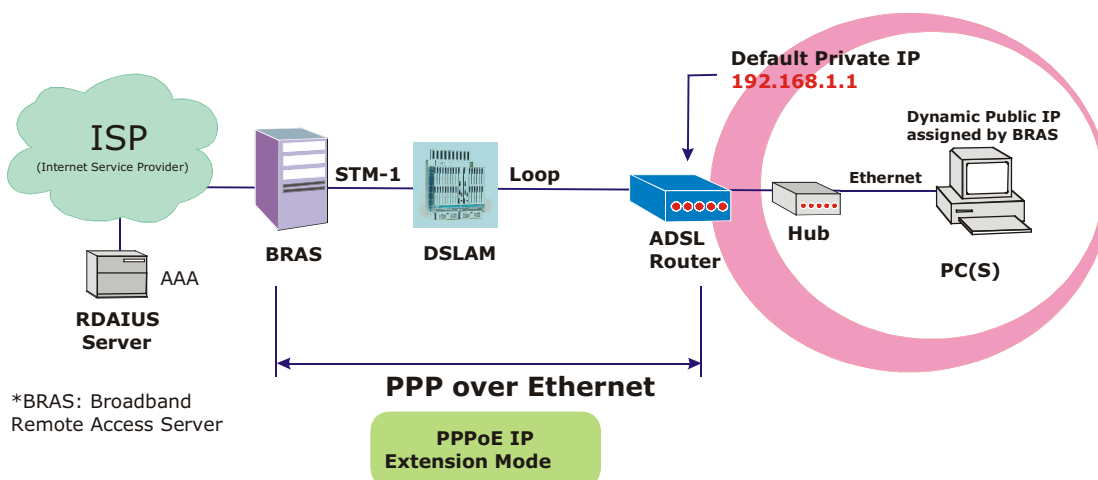 Default Private IP
192.168.1.1
ISP
(Internet Service Provider)
Dynamic Public IP
assigned by BRAS
STM-1
Loop
Ethernet
BRAS
DSLAM
ADSL
Router
Hub
PC(S)
AAA
RDAIUS
Server
PPP over Ethernet
*BRAS: Broadband
Remote Access Server
PPPoE IP
Extension Mode